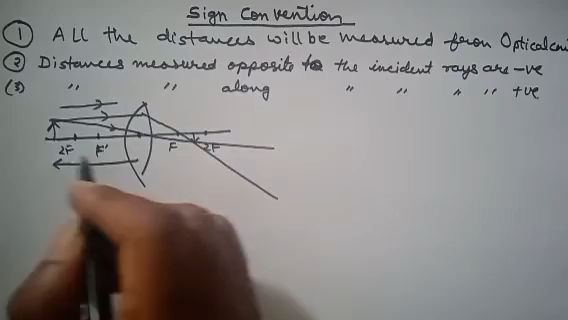 Sign Convention
① All the distances will be measured from
② Distances measured opposite to the incident rays are -ve
(3) " " along " " " " +ve
2F F' F 2F